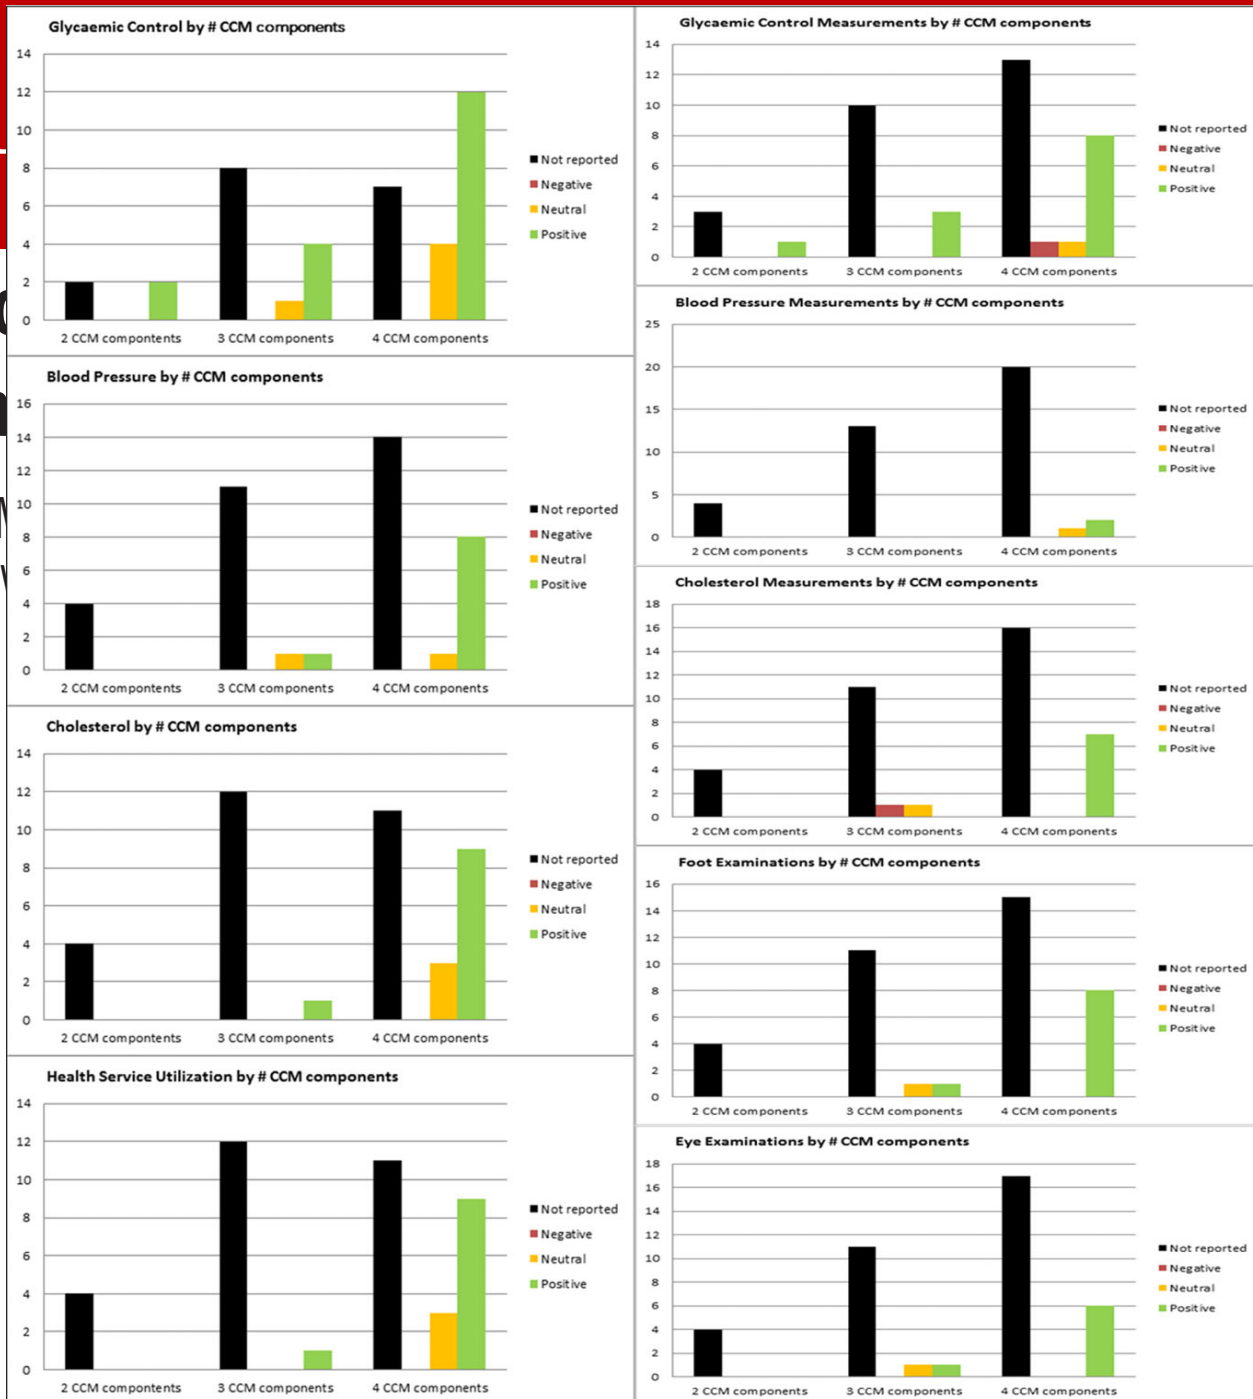 Glycaemic Control by # CCM components
14
12
10
8
6
4
2
0
2 CCM compontents 3 CCM components 4 CCM components
Not reported
Negative
Neutral
Positive
Blood Pressure by # CCM components
16
14
12
10
8
6
4
2
0
2 CCM compontents 3 CCM components 4 CCM components
Not reported
Negative
Neutral
Positive
Cholesterol by # CCM components
14
12
10
8
6
4
2
0
2 CCM compontents 3 CCM components 4 CCM components
Not reported
Negative
Neutral
Positive
Health Service Utilization by # CCM components
14
12
10
8
6
4
2
0
2 CCM compontents 3 CCM components 4 CCM components
Not reported
Negative
Neutral
Positive
Glycaemic Control Measurements by # CCM components
14
12
10
8
6
4
2
0
2 CCM components 3 CCM components 4 CCM components
Not reported
Negative
Neutral
Positive
Blood Pressure Measurements by # CCM components
25
20
15
10
5
0
2 CCM components 3 CCM components 4 CCM components
Not reported
Negative
Neutral
Positive
Cholesterol Measurements by # CCM components
18
16
14
12
10
8
6
4
2
0
2 CCM components 3 CCM components 4 CCM components
Not reported
Negative
Neutral
Positive
Foot Examinations by # CCM components
16
14
12
10
8
6
4
2
0
2 CCM components 3 CCM components 4 CCM components
Not reported
Negative
Neutral
Positive
Eye Examinations by # CCM components
18
16
14
12
10
8
6
4
2
0
2 CCM components 3 CCM components 4 CCM components
Not reported
Negative
Neutral
Positive